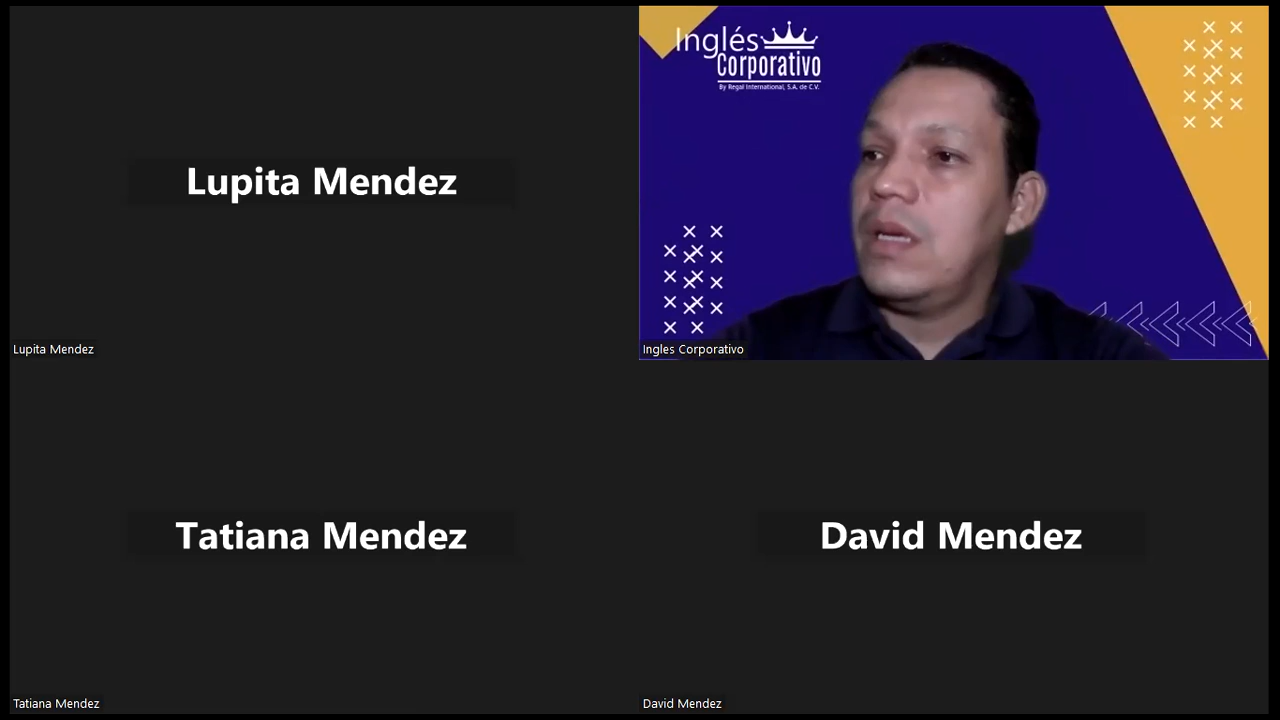 Lupita Mendez
Lupita Mendez
Inglés
Corporativo
By Regal International, S.A. de C.V.
Ingles Corporativo
Tatiana Mendez
Tatiana Mendez
David Mendez
David Mendez